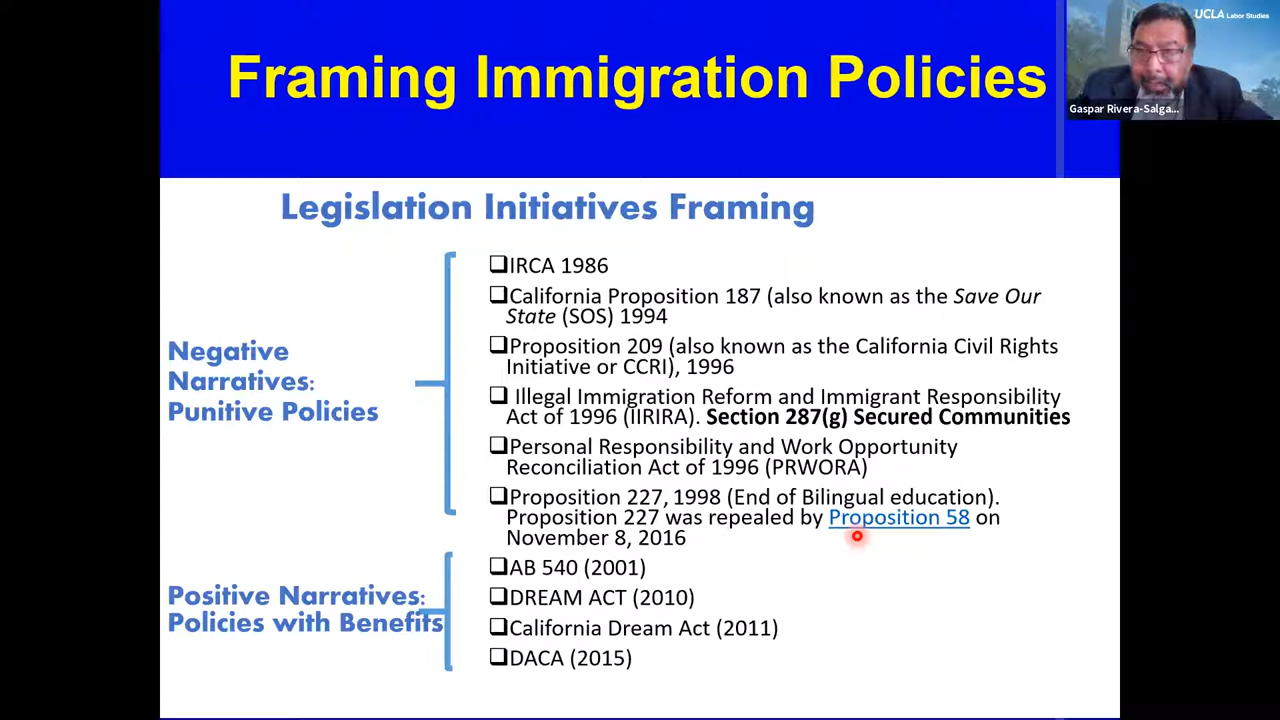 Framing Immigration Policies
UCLA Labor Studies
Gaspar Rivera-Salga...
Legislation Initiatives Framing
Negative
Narratives:
Punitive Policies
❑IRCA 1986
❑California Proposition 187 (also known as the Save Our
State (SOS) 1994
❑Proposition 209 (also known as the California Civil Rights
Initiative or CCRI), 1996
❑ Illegal Immigration Reform and Immigrant Responsibility
Act of 1996 (IIRIRA). Section 287(g) Secured Communities
❑Personal Responsibility and Work Opportunity
Reconciliation Act of 1996 (PRWORA)
❑Proposition 227, 1998 (End of Bilingual education).
Proposition 227 was repealed by Proposition 58 on
November 8, 2016
Positive Narratives:
Policies with Benefits
❑AB 540 (2001)
❑DREAM ACT (2010)
❑California Dream Act (2011)
❑DACA (2015)